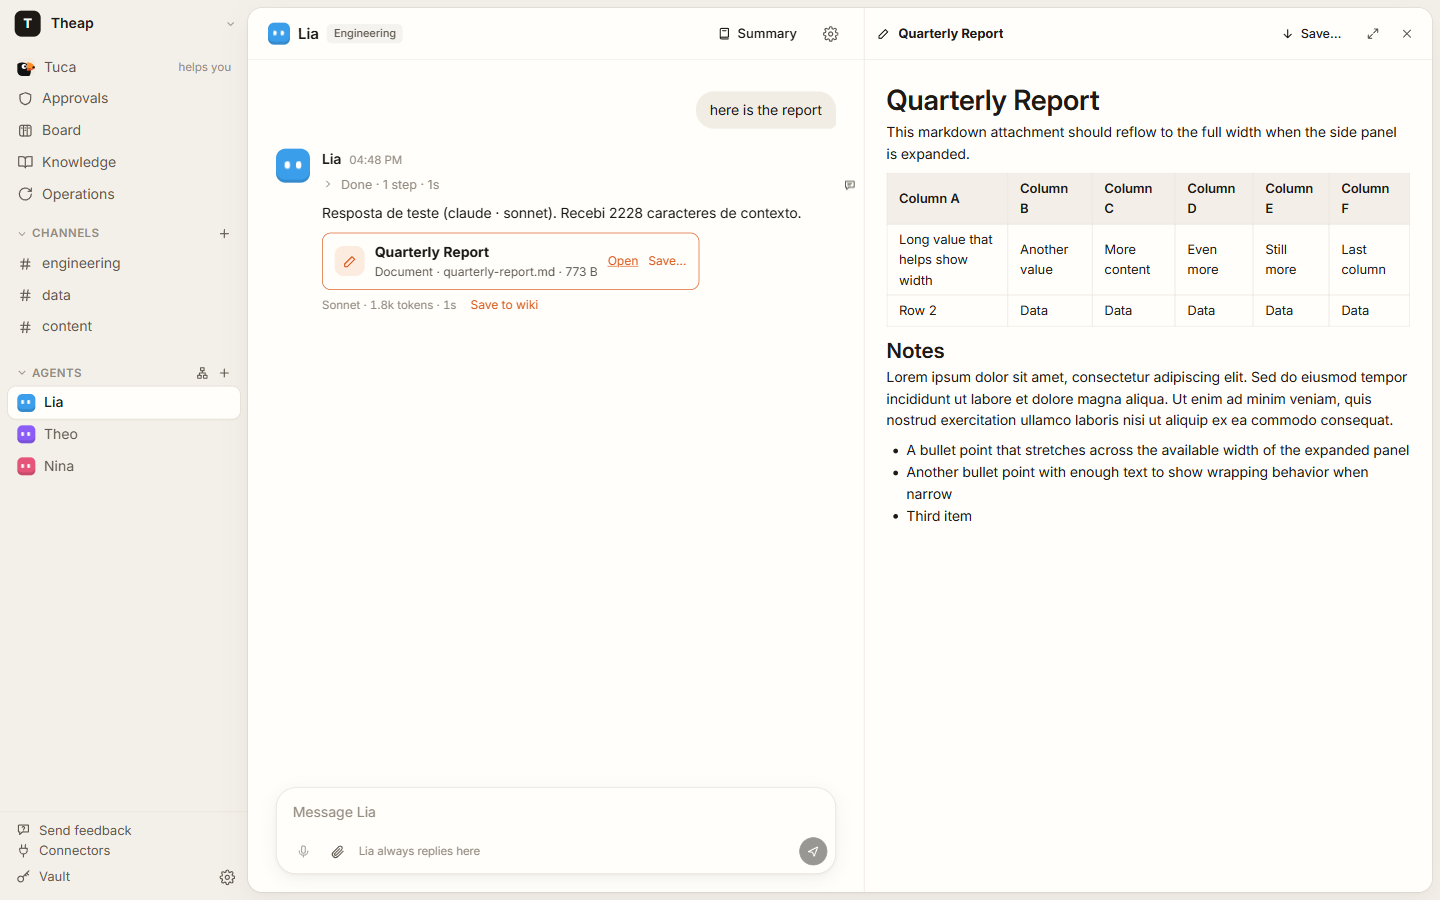 T Theap
Tuca helps you
Approvals
Board
Knowledge
Operations
CHANNELS
# engineering
# data
# content
AGENTS
Lia
Theo
Nina
Send feedback
Connectors
Vault
Lia Engineering
Summary
here is the report
Lia 04:48 PM
Done · 1 step · 1s
Resposta de teste (claude · sonnet). Recebi 2228 caracteres de contexto.
Quarterly Report
Document · quarterly-report.md · 773 B
Open Save...
Sonnet · 1.8k tokens · 1s Save to wiki
Message Lia
Lia always replies here
Quarterly Report
Save...
Quarterly Report
This markdown attachment should reflow to the full width when the side panel
is expanded.
Column A Column B Column C Column D Column E Column F
Long value that helps show width Another value More content Even more Still more Last column
Row 2 Data Data Data Data Data
Notes
Lorem ipsum dolor sit amet, consectetur adipiscing elit. Sed do eiusmod tempor
incididunt ut labore et dolore magna aliqua. Ut enim ad minim veniam, quis
nostrud exercitation ullamco laboris nisi ut aliquip ex ea commodo consequat.
• A bullet point that stretches across the available width of the expanded panel
• Another bullet point with enough text to show wrapping behavior when
narrow
• Third item